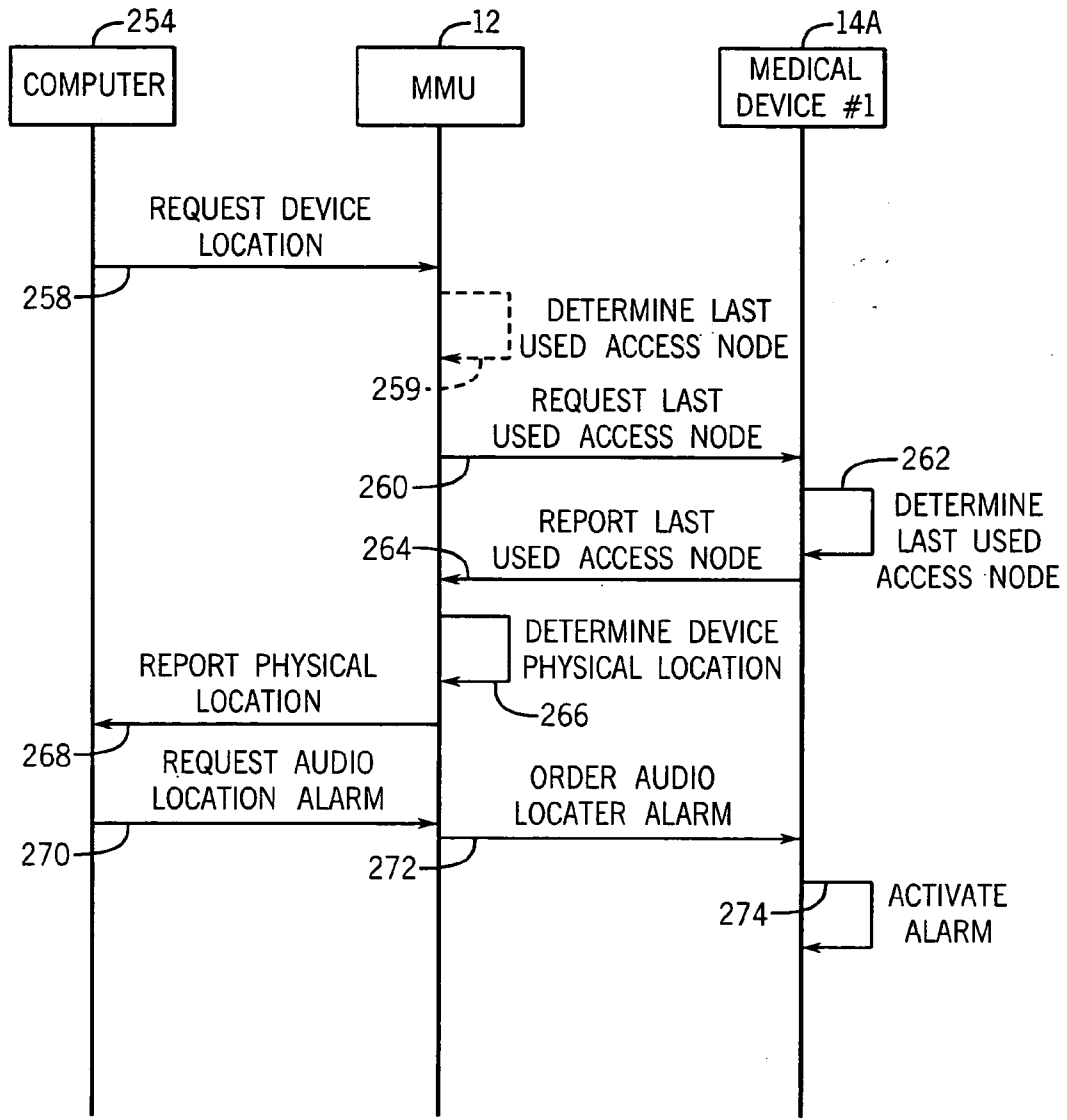 254
12
14A
COMPUTER
MMU
MEDICAL
DEVICE #1
REQUEST DEVICE
LOCATION
258
DETERMINE LAST
USED ACCESS NODE
259
REQUEST LAST
USED ACCESS NODE
260
262
DETERMINE
LAST USED
ACCESS NODE
REPORT LAST
USED ACCESS NODE
264
DETERMINE DEVICE
PHYSICAL LOCATION
266
REPORT PHYSICAL
LOCATION
268
REQUEST AUDIO
LOCATION ALARM
270
ORDER AUDIO
LOCATER ALARM
272
274
ACTIVATE
ALARM